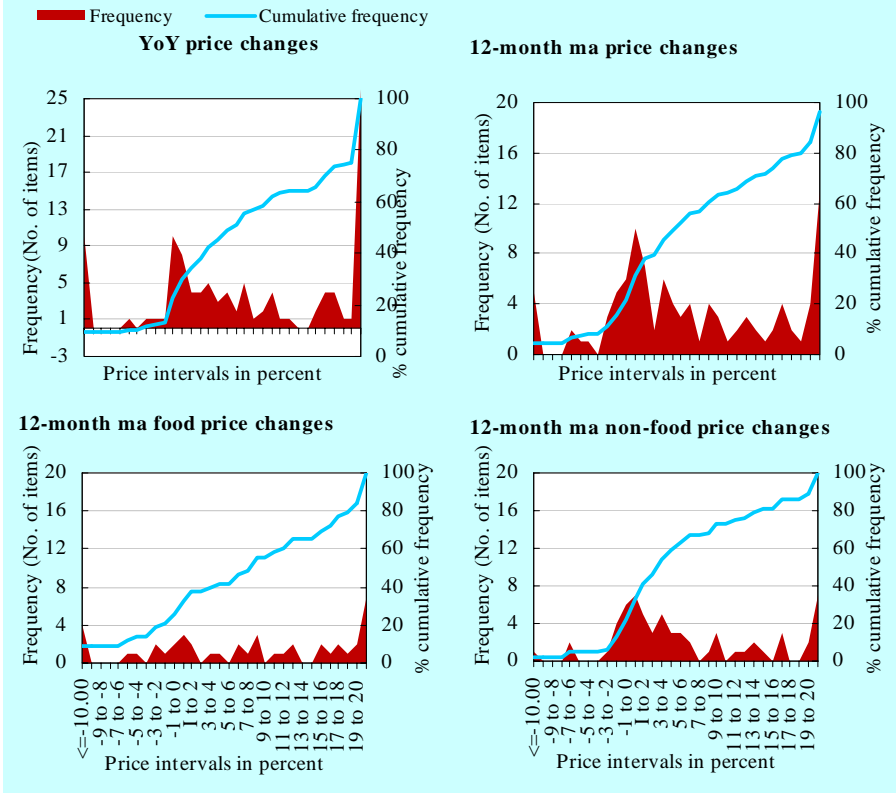 Frequency Cumulative frequency
YoY price changes
25
21
17
13
9
5
1
-3
Frequency(No. of items)
100
80
60
40
20
0
% cumulative frequency
Price intervals in percent
12-month ma price changes
20
16
12
8
4
0
Frequency (No. of items)
100
80
60
40
20
0
% cumulative frequency
Price intervals in percent
12-month ma food price changes
20
16
12
8
4
0
Frequency (No. of items)
100
80
60
40
20
0
% cumulative frequency
<=-10.00
-9 to -8
-7 to -6
-5 to -4
-3 to -2
-1 to 0
1 to 2
3 to 4
5 to 6
7 to 8
9 to 10
11 to 12
13 to 14
15 to 16
17 to 18
19 to 20
Price intervals in percent
12-month ma non-food price changes
20
16
12
8
4
0
Frequency (No. of items)
100
80
60
40
20
0
% cumulative frequency
<=-10.00
-9 to -8
-7 to -6
-5 to -4
-3 to -2
-1 to 0
I to 2
3 to 4
5 to 6
7 to 8
9 to 10
11 to 12
13 to 14
15 to 16
17 to 18
19 to 20
Price intervals in percent